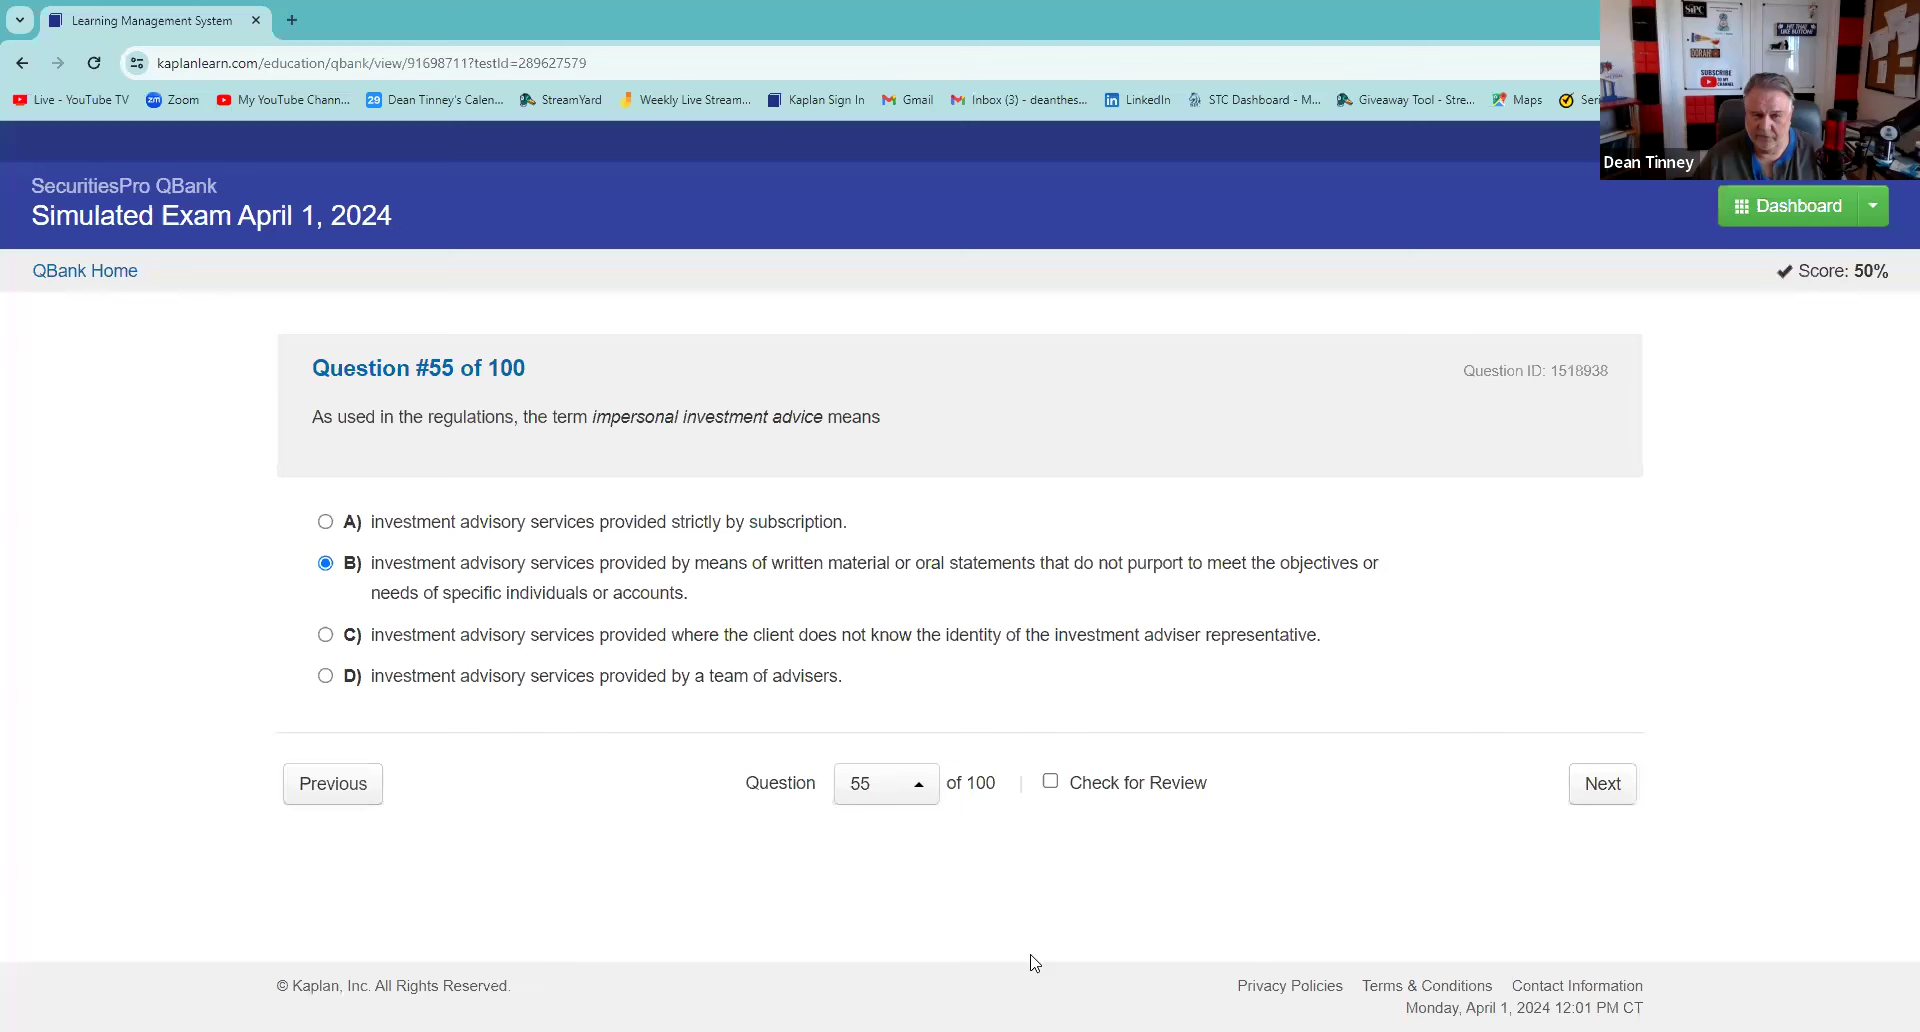 Learning Management System
kaplanlearn.com/education/qbank/view/91698711?testId=289627579
Live - YouTube TV
Zoom
My YouTube Chann...
29 Dean Tinney's Calen...
StreamYard
Weekly Live Stream...
Kaplan Sign In
Gmail
Inbox (3) - deanthes...
LinkedIn
STC Dashboard - M...
Giveaway Tool - Stre...
Maps
Seri
SIPC
HIT THAT
LIKE BUTTON!
SUBSCRIBE
Dean Tinney
SecuritiesPro QBank
Simulated Exam April 1, 2024
Dashboard
QBank Home
Score: 50%
Question #55 of 100
Question ID: 1518938
As used in the regulations, the term impersonal investment advice means
A) investment advisory services provided strictly by subscription.
B) investment advisory services provided by means of written material or oral statements that do not purport to meet the objectives or
needs of specific individuals or accounts.
C) investment advisory services provided where the client does not know the identity of the investment adviser representative.
D) investment advisory services provided by a team of advisers.
Previous
Question 55 of 100 | Check for Review
Next
© Kaplan, Inc. All Rights Reserved.
Privacy Policies Terms & Conditions Contact Information
Monday, April 1, 2024 12:01 PM CT